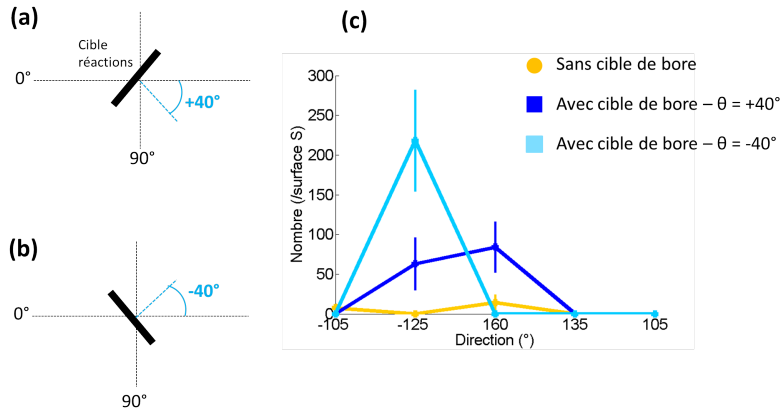 (a)
Cible
réactions
0°
+40°
90°
(b)
-40°
0°
90°
(c)
Sans cible de bore
Avec cible de bore – θ = +40°
Avec cible de bore – θ = -40°
Nombre (/surface S)
300
250
200
150
100
50
0
-105 -125 160 135 105
Direction (°)